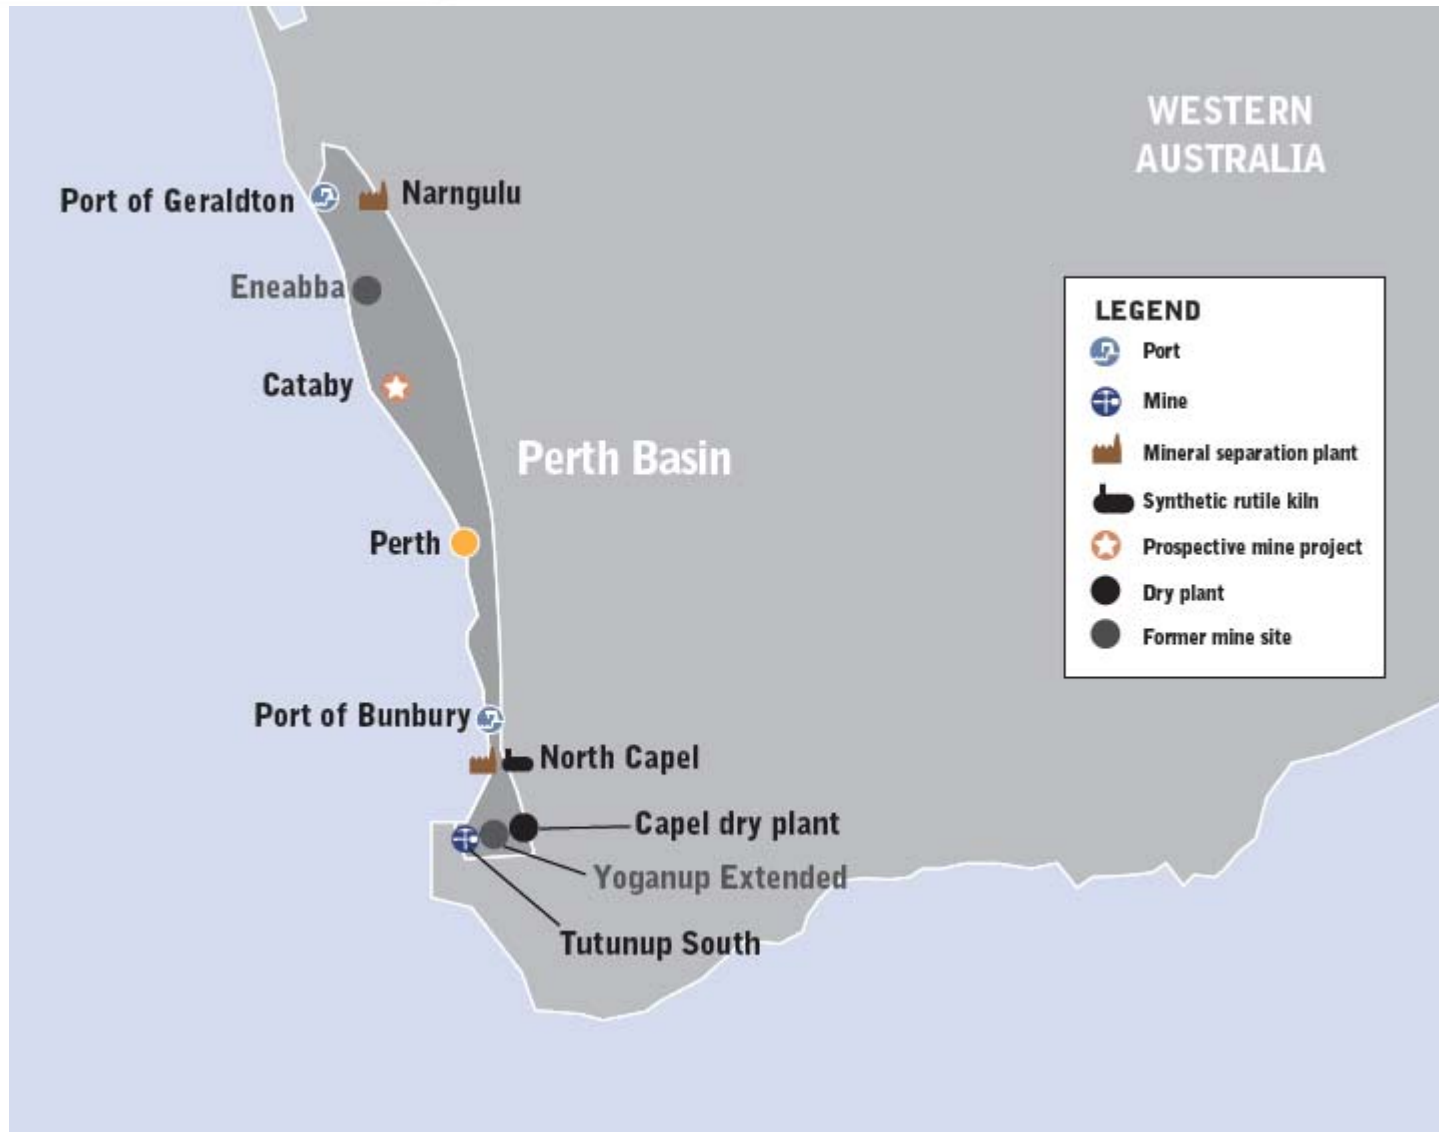 WESTERN
AUSTRALIA
Port of Geraldton
Narngulu
Eneabba
Cataby
Perth Basin
Perth
Port of Bunbury
North Capel
Capel dry plant
Yoganup Extended
Tutunup South
LEGEND
Port
Mine
Mineral separation plant
Synthetic rutile kiln
Prospective mine project
Dry plant
Former mine site